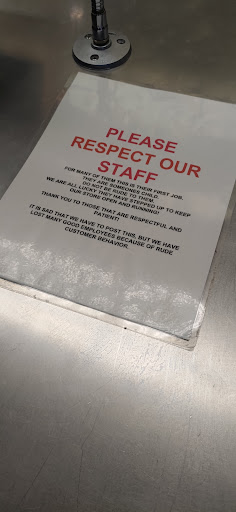 PLEASE
RESPECT OUR
STAFF
FOR MANY OF THEM THIS IS THEIR FIRST JOB.
THEY ARE SOMEONES CHILD.
DO NOT BE RUDE TO THEM.
WE ARE ALL LUCKY THEY HAVE STEPPED UP TO KEEP
OUR STORE OPEN AND RUNNING!
THANK YOU TO THOSE THAT ARE RESPECTFUL AND
PATIENT!
IT IS SAD THAT WE HAVE TO POST THIS, BUT WE HAVE
LOST MANY GOOD EMPLOYEES BECAUSE OF RUDE
CUSTOMER BEHAVIOR.